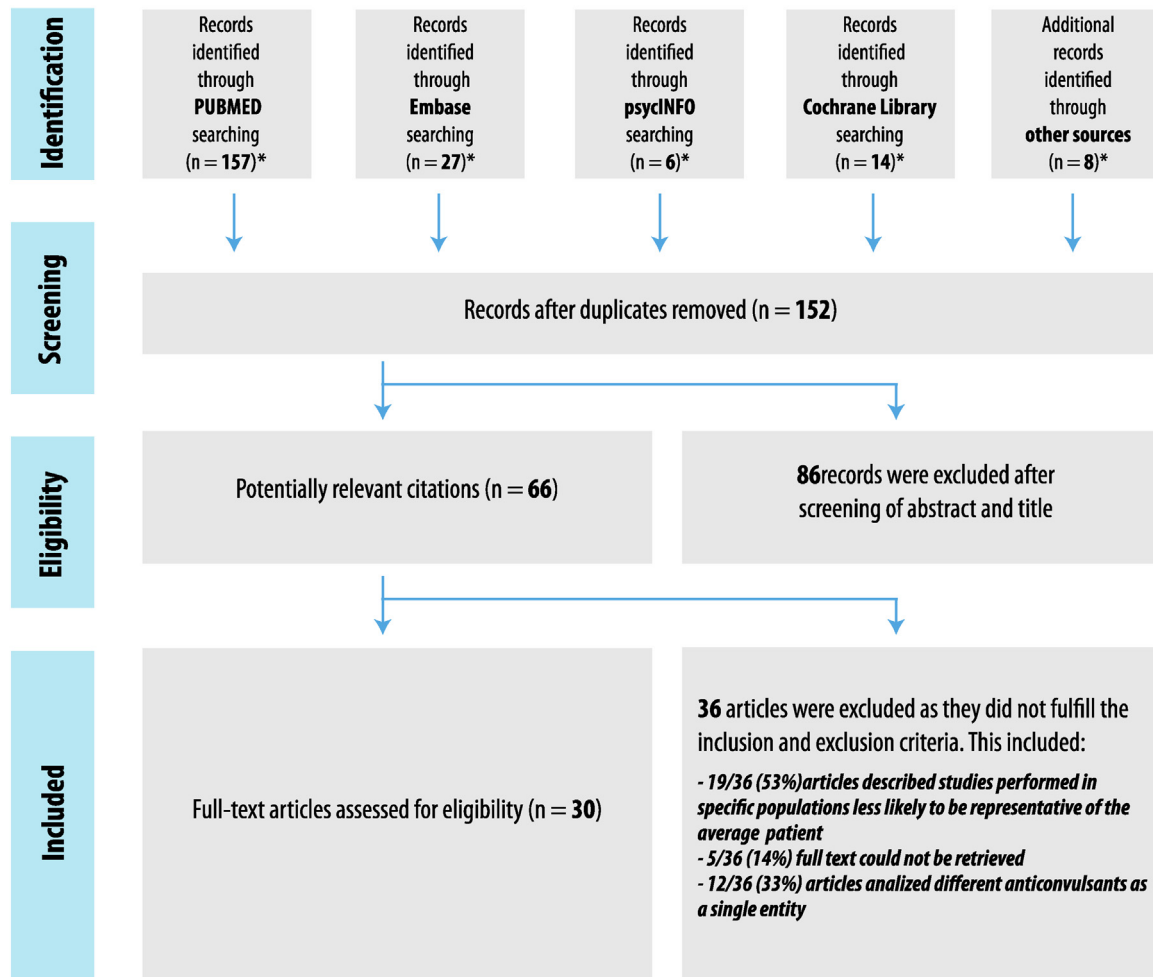 Identification
Records
identified
through
PUBMED
searching
(n = 157)*
Records
identified
through
Embase
searching
(n = 27)*
Records
identified
through
psycINFO
searching
(n = 6)*
Records
identified
through
Cochrane Library
searching
(n = 14)*
Additional
records
identified
through
other sources
(n = 8)*
Screening
Records after duplicates removed (n = 152)
Eligibility
Potentially relevant citations (n = 66)
86records were excluded after
screening of abstract and title
Included
Full-text articles assessed for eligibility (n = 30)
36 articles were excluded as they did not fulfill the
inclusion and exclusion criteria. This included:
- 19/36 (53%)articles described studies performed in
specific populations less likely to be representative of the
average patient
- 5/36 (14%) full text could not be retrieved
- 12/36 (33%) articles analized different anticonvulsants as
a single entity